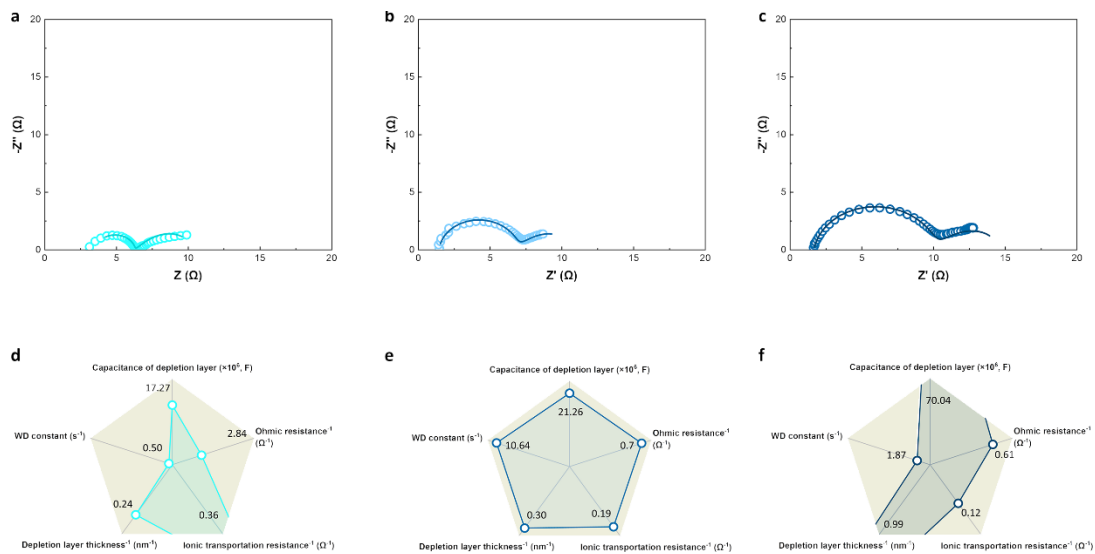 a
20
15
10
5
0
-Z'' (Ω)
0 5 10 15 20
Z (Ω)
b
20
15
10
5
0
-Z'' (Ω)
0 5 10 15 20
Z' (Ω)
c
20
15
10
5
0
-Z'' (Ω)
0 5 10 15 20
Z' (Ω)
d
Capacitance of depletion layer (×10⁶, F)
17.27
WD constant (s⁻¹)
0.50
2.84
Ohmic resistance⁻¹
(Ω⁻¹)
0.24
0.36
Depletion layer thickness⁻¹ (nm⁻¹)
Ionic transportation resistance⁻¹ (Ω⁻¹)
e
Capacitance of depletion layer (×10⁶, F)
21.26
WD constant (s⁻¹)
10.64
0.7
Ohmic resistance⁻¹
(Ω⁻¹)
0.30
0.19
Depletion layer thickness⁻¹ (nm⁻¹)
Ionic transportation resistance⁻¹ (Ω⁻¹)
f
Capacitance of depletion layer (×10⁶, F)
70.04
WD constant (s⁻¹)
1.87
Ohmic resistance⁻¹
(Ω⁻¹)
0.61
0.99
0.12
Depletion layer thickness⁻¹ (nm⁻¹)
Ionic transportation resistance⁻¹ (Ω⁻¹)